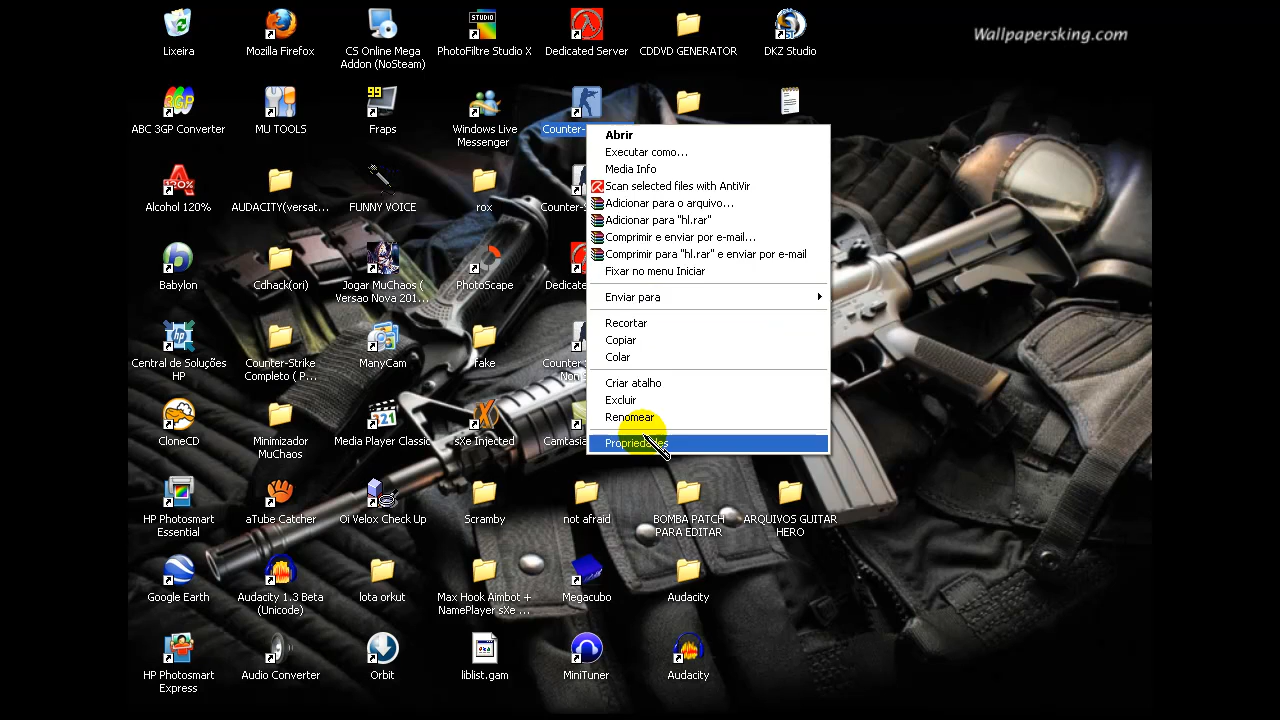 Wallpapersking.com
Lixeira
Mozilla Firefox
CS Online Mega
Addon (NoSteam)
PhotoFiltre Studio X
Dedicated Server
CDDVD GENERATOR
DKZ Studio
ABC 3GP Converter
MU TOOLS
99
Fraps
Windows Live
Messenger
Counter-
Abrir
Executar como...
Media Info
Scan selected files with AntiVir
Adicionar para o arquivo...
Adicionar para "hl.rar"
Comprimir e enviar por e-mail...
Comprimir para "hl.rar" e enviar por e-mail
Fixar no menu Iniciar
Enviar para
Recortar
Copiar
Colar
Criar atalho
Excluir
Renomear
Propriedades
Alcohol 120%
AUDACITY(versat...
FUNNY VOICE
rox
Counter-S
Babylon
Cdhack(ori)
Jogar MuChaos (
Versao Nova 201...
PhotoScape
Dedicate
Central de Soluções
HP
Counter-Strike
Completo ( P...
ManyCam
fake
Counter
CloneCD
Minimizador
MuChaos
Media Player Classic
sXe Injected
Camtasia
HP Photosmart
Essential
aTube Catcher
Oi Velox Check Up
Scramby
not afraid
BOMBA PATCH
PARA EDITAR
ARQUIVOS GUITAR
HERO
Google Earth
Audacity 1.3 Beta
(Unicode)
lota orkut
Max Hook Aimbot +
NamePlayer sXe ...
Megacubo
Audacity
HP Photosmart
Express
Audio Converter
Orbit
liblist.gam
MiniTuner
Audacity